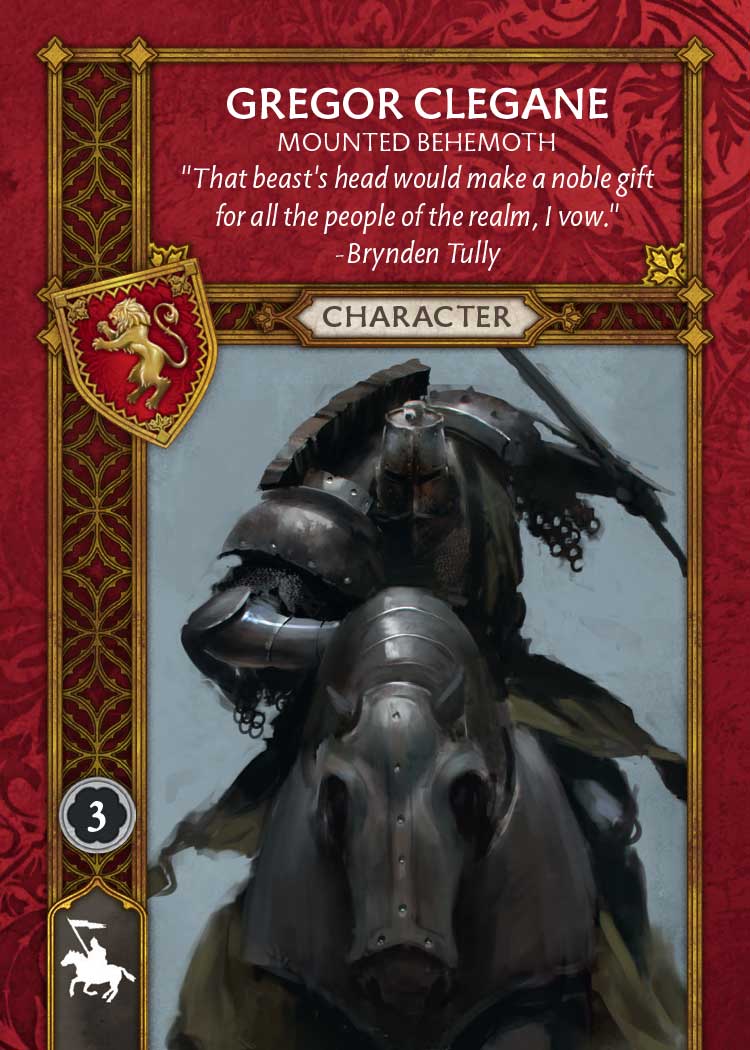 GREGOR CLEGANE
MOUNTED BEHEMOTH
"That beast's head would make a noble gift
for all the people of the realm, I vow."
-Brynden Tully
CHARACTER
3